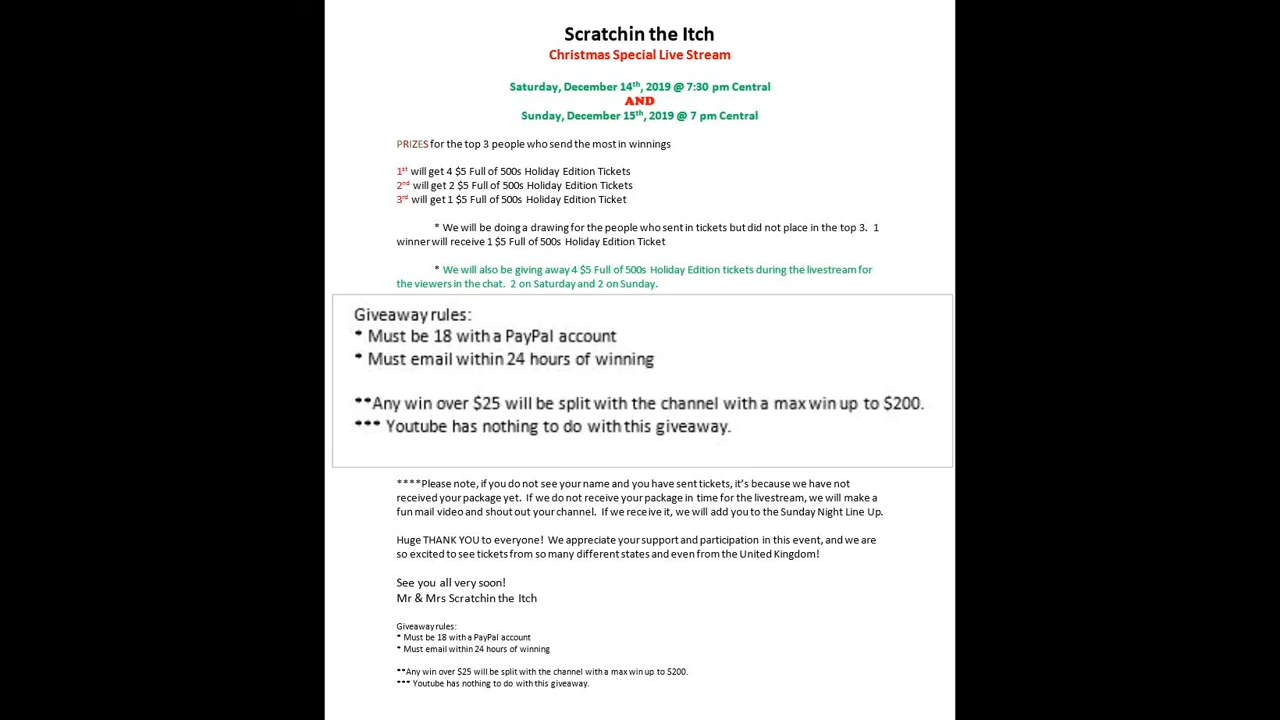 Scratchin the Itch
Christmas Special Live Stream
Saturday, December 14th, 2019 @ 7:30 pm Central
AND
Sunday, December 15th, 2019 @ 7 pm Central
PRIZES for the top 3 people who send the most in winnings
1st will get 4 $5 Full of 500s Holiday Edition Tickets
2nd will get 2 $5 Full of 500s Holiday Edition Tickets
3rd will get 1 $5 Full of 500s Holiday Edition Ticket
* We will be doing a drawing for the people who sent in tickets but did not place in the top 3. 1
winner will receive 1 $5 Full of 500s Holiday Edition Ticket
* We will also be giving away 4 $5 Full of 500s Holiday Edition tickets during the livestream for
the viewers in the chat. 2 on Saturday and 2 on Sunday.
Giveaway rules:
* Must be 18 with a PayPal account
* Must email within 24 hours of winning
**Any win over $25 will be split with the channel with a max win up to $200.
*** Youtube has nothing to do with this giveaway.
****Please note, if you do not see your name and you have sent tickets, it's because we have not
received your package yet. If we do not receive your package in time for the livestream, we will make a
fun mail video and shout out your channel. If we receive it, we will add you to the Sunday Night Line Up.
Huge THANK YOU to everyone! We appreciate your support and participation in this event, and we are
so excited to see tickets from so many different states and even from the United Kingdom!
See you all very soon!
Mr & Mrs Scratchin the Itch
Giveaway rules:
* Must be 18 with a PayPal account
* Must email within 24 hours of winning
**Any win over $25 will be split with the channel with a max win up to $200.
*** Youtube has nothing to do with this giveaway.